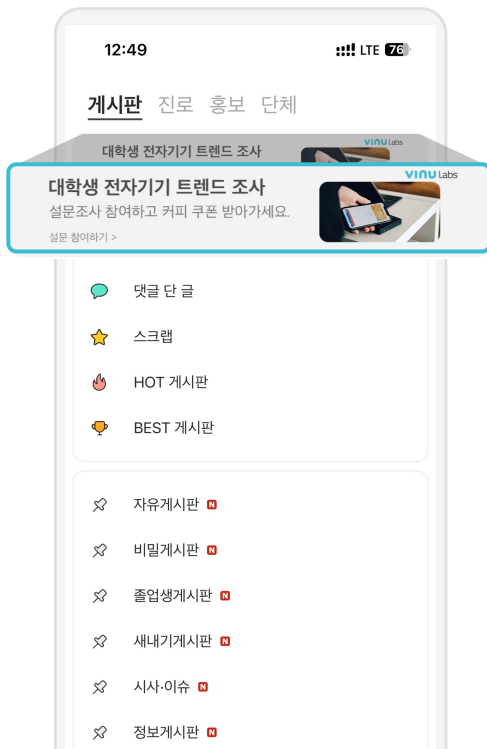 12:49
LTE 76
게시판 진로 홍보 단체
대학생 전자기기 트렌드 조사
VINU Labs
대학생 전자기기 트렌드 조사
VINU Labs
설문조사 참여하고 커피 쿠폰 받아가세요.
설문 참여하기 >
댓글 단 글
스크랩
HOT 게시판
BEST 게시판
자유게시판 N
비밀게시판 N
졸업생게시판 N
새내기게시판 N
시사·이슈 N
정보게시판 N